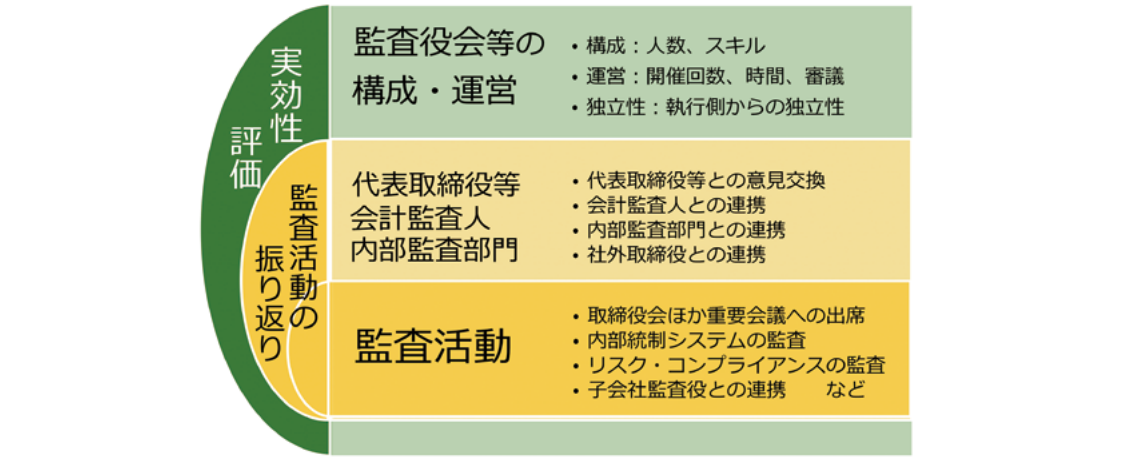 実効性
評価
監査活動の
振り返り
監査役会等の
構成・運営
・構成：人数、スキル
・運営：開催回数、時間、審議
・独立性：執行側からの独立性
代表取締役等
会計監査人
内部監査部門
・代表取締役等との意見交換
・会計監査人との連携
・内部監査部門との連携
・社外取締役との連携
監査活動
・取締役会ほか重要会議への出席
・内部統制システムの監査
・リスク・コンプライアンスの監査
・子会社監査役との連携　　など